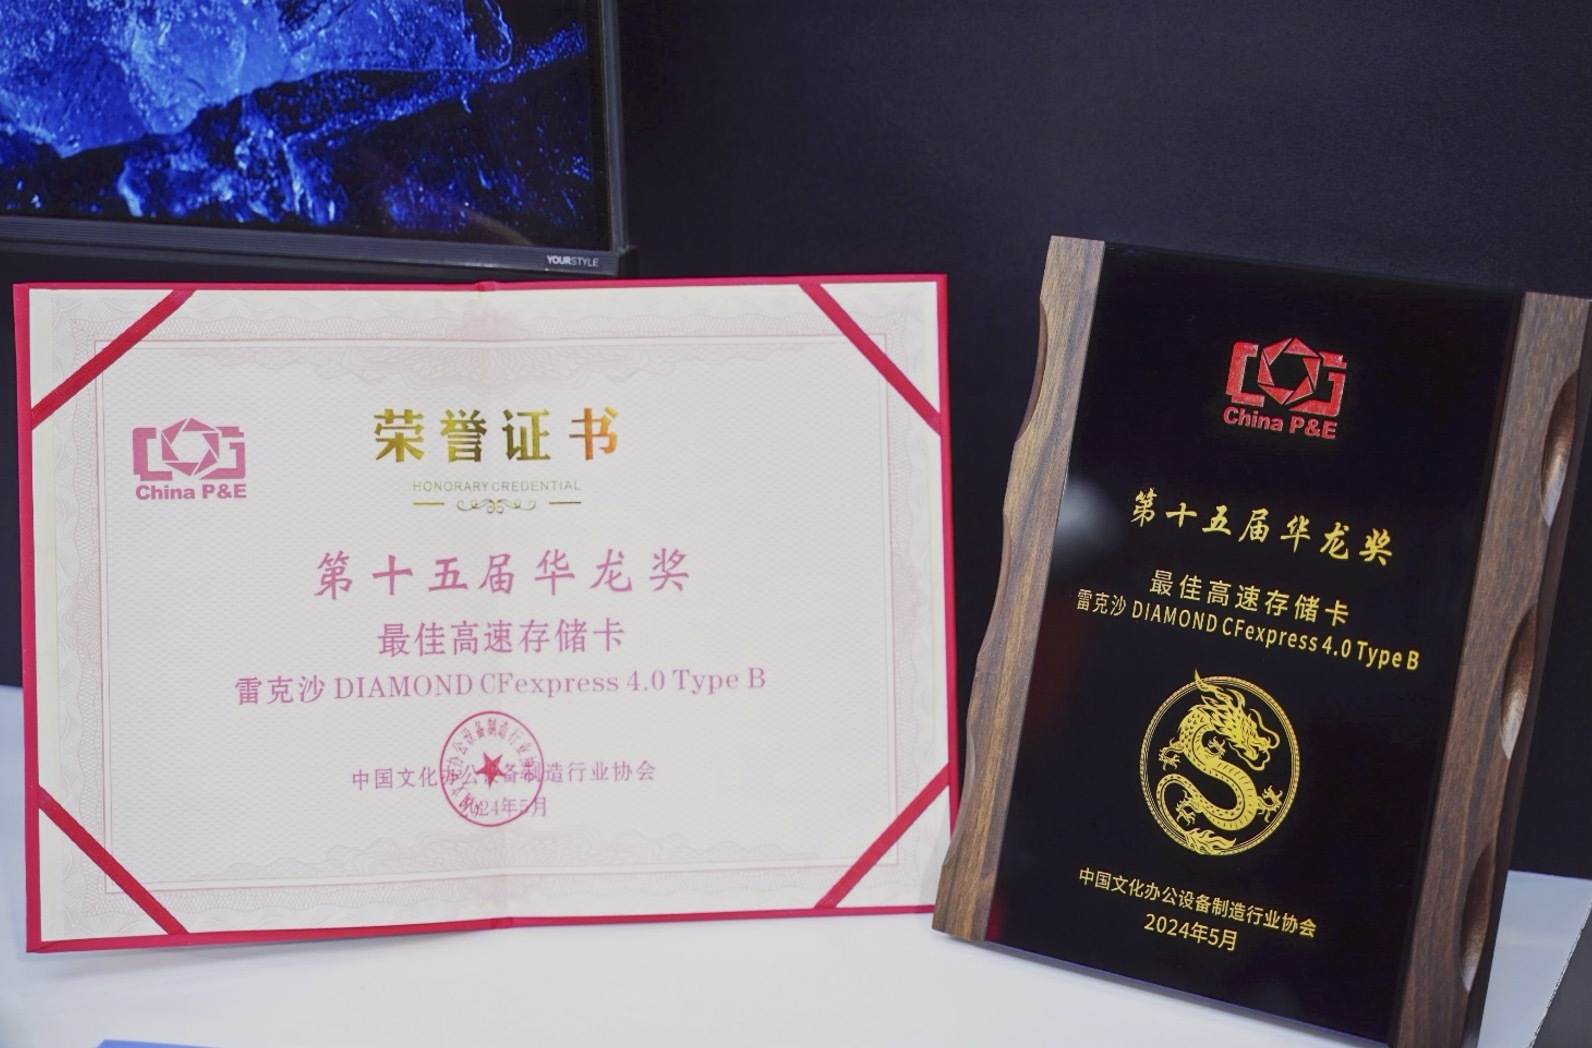 YOURSTYLE
China P&E
荣誉证书
HONORARY CREDENTIAL
第十五届华龙奖
最佳高速存储卡
雷克沙 DIAMOND CFexpress 4.0 Type B
中国文化办公设备制造行业协会
2024年5月
China P&E
第十五届华龙奖
最佳高速存储卡
雷克沙 DIAMOND CFexpress 4.0 Type B
中国文化办公设备制造行业协会
2024年5月